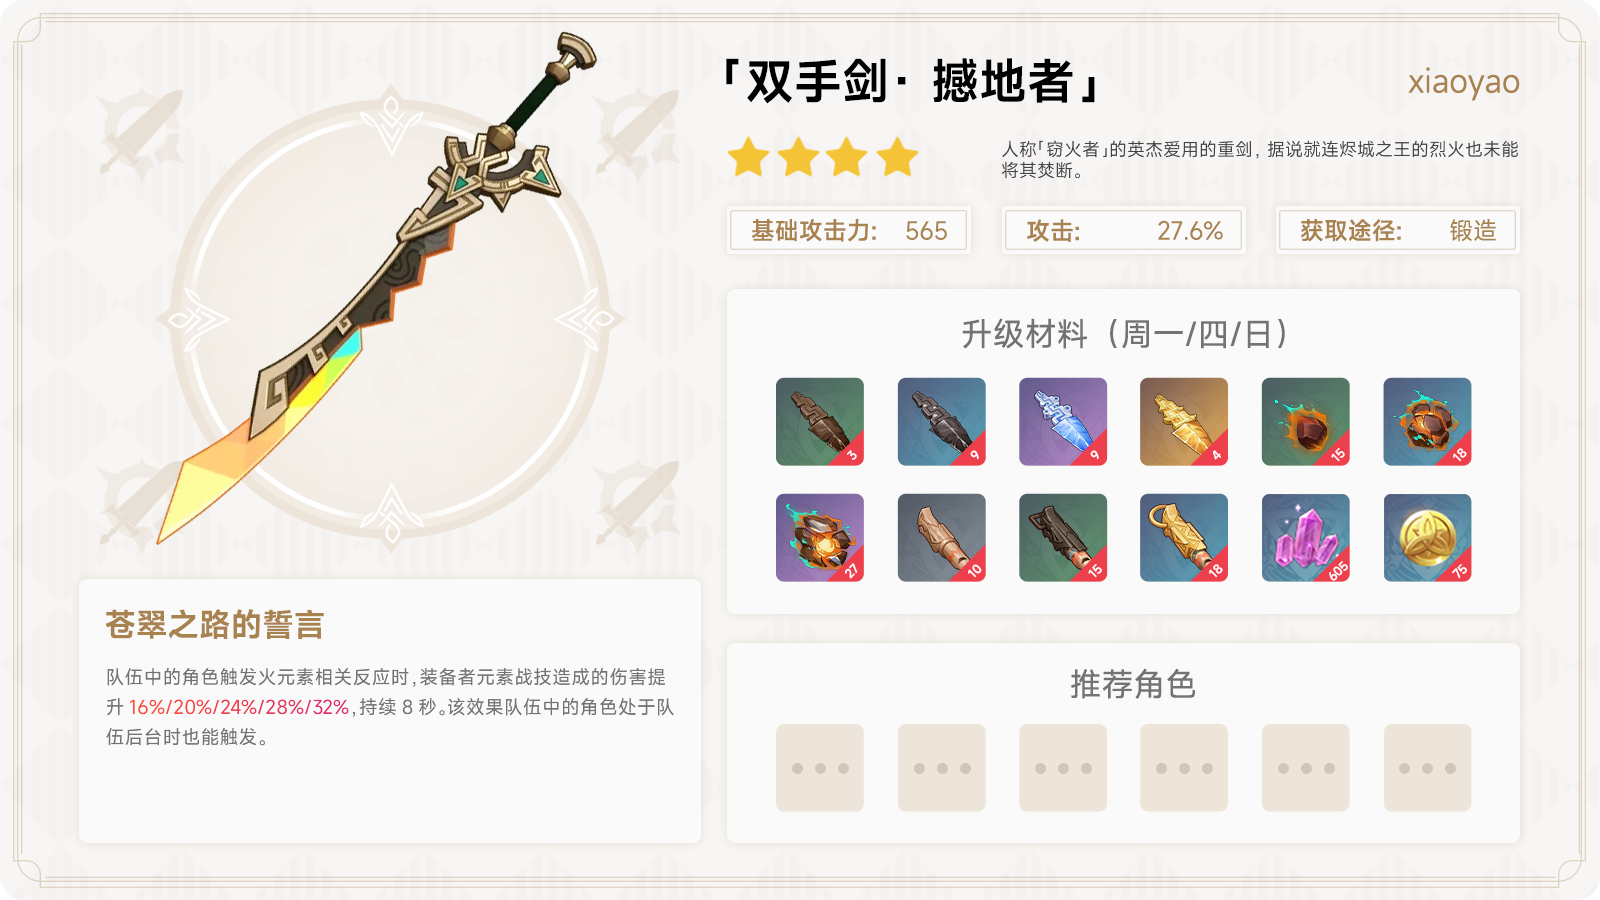 「双手剑· 撼地者」
xiaoyao
人称「窃火者」的英杰爱用的重剑，据说就连烬城之王的烈火也未能
将其焚断。
基础攻击力: 565
攻击: 27.6%
获取途径: 锻造
升级材料（周一/四/日）
3 9 9 4 15 18
27 10 15 18 605 75
苍翠之路的誓言
队伍中的角色触发火元素相关反应时,装备者元素战技造成的伤害提
升 16%/20%/24%/28%/32%,持续 8 秒。该效果队伍中的角色处于队
伍后台时也能触发。
推荐角色